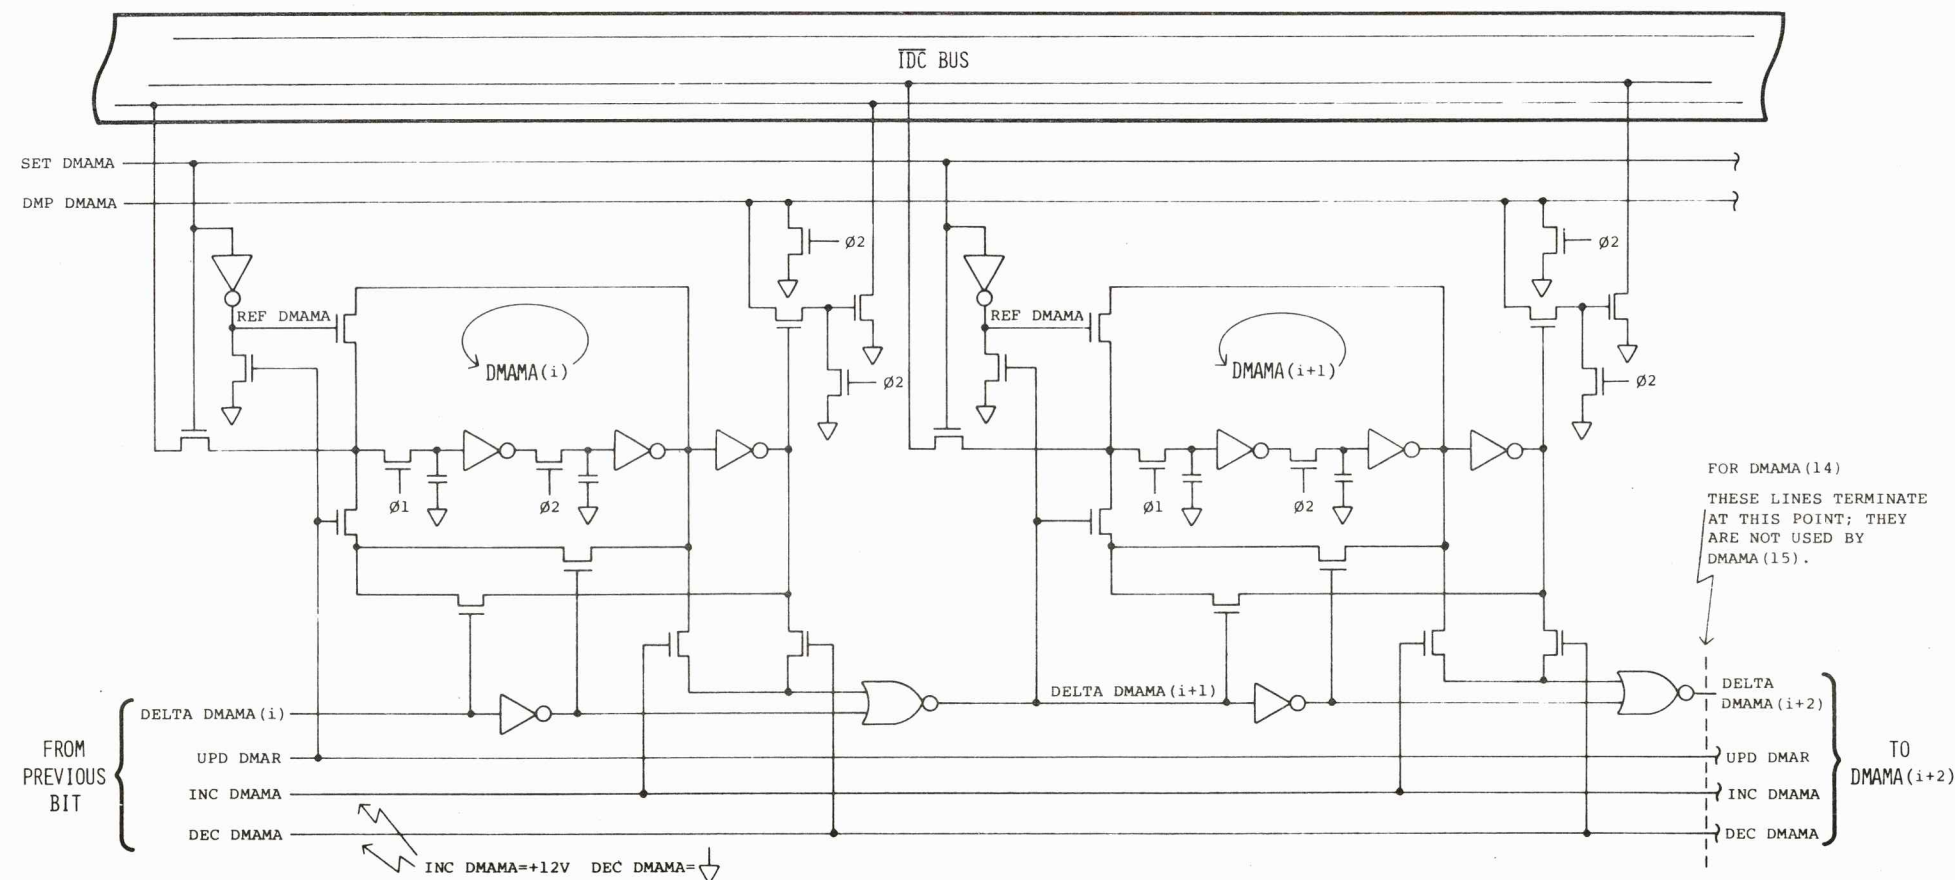 IDC BUS
SET DMAMA
DMP DMAMA
Ø2
Ø2
REF DMAMA
REF DMAMA
DMAMA(i)
DMAMA(i+1)
Ø2
Ø2
FOR DMAMA(14)
THESE LINES TERMINATE
AT THIS POINT; THEY
ARE NOT USED BY
DMAMA(15).
Ø1
Ø2
Ø1
Ø2
FROM
PREVIOUS
BIT
DELTA DMAMA(i)
DELTA DMAMA(i+1)
DELTA
DMAMA(i+2)
UPD DMAR
UPD DMAR
INC DMAMA
INC DMAMA
DEC DMAMA
DEC DMAMA
TO
DMAMA(i+2)
INC DMAMA=+12V DEC DMAMA=